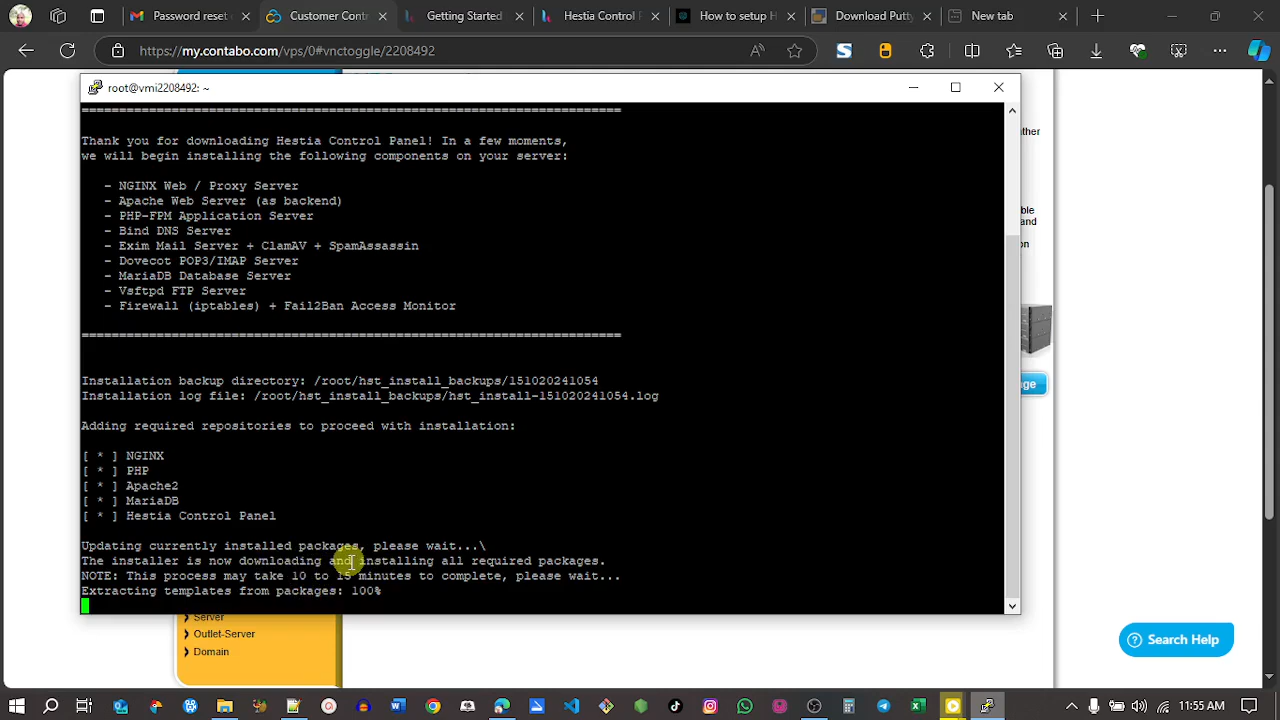 Password reset
Customer Contr
Getting Started
Hestia Control P
How to setup H
Download Putty
New tab
https://my.contabo.com/vps/0#vnctoggle/2208492
root@vmi2208492: ~
================================================================================
Thank you for downloading Hestia Control Panel! In a few moments,
we will begin installing the following components on your server:
- NGINX Web / Proxy Server
- Apache Web Server (as backend)
- PHP-FPM Application Server
- Bind DNS Server
- Exim Mail Server + ClamAV + SpamAssassin
- Dovecot POP3/IMAP Server
- MariaDB Database Server
- Vsftpd FTP Server
- Firewall (iptables) + Fail2Ban Access Monitor
================================================================================
Installation backup directory: /root/hst_install_backups/151020241054
Installation log file: /root/hst_install_backups/hst_install-151020241054.log
Adding required repositories to proceed with installation:
[ * ] NGINX
[ * ] PHP
[ * ] Apache2
[ * ] MariaDB
[ * ] Hestia Control Panel
Updating currently installed packages, please wait...\
The installer is now downloading and installing all required packages.
NOTE: This process may take 10 to 15 minutes to complete, please wait...
Extracting templates from packages: 100%
ather
ble
and
on
ge
Server
Outlet-Server
Domain
Search Help
11:55 AM